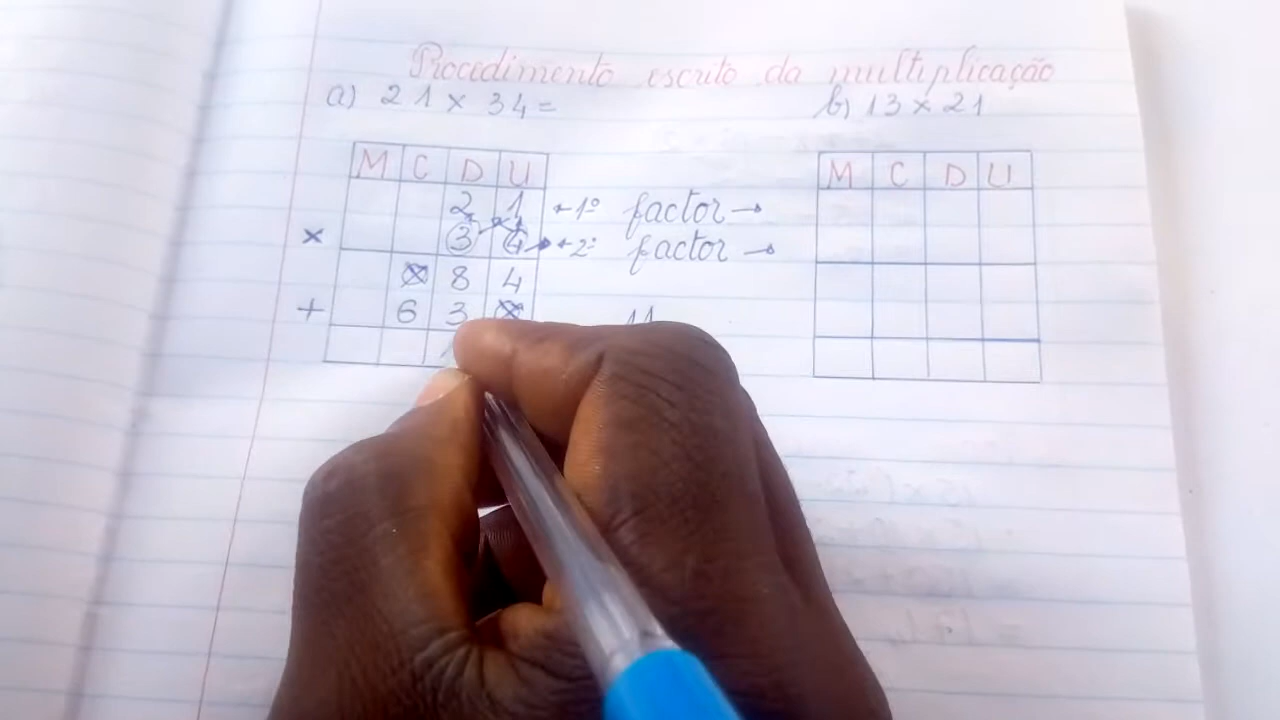 Procedimento escrito da multiplicação
a) 21 x 34 =
b) 13 x 21
M C D U
2 1 ← 1º factor →
x 3 4 ← 2º factor →
8 4
+ 6 3
M C D U